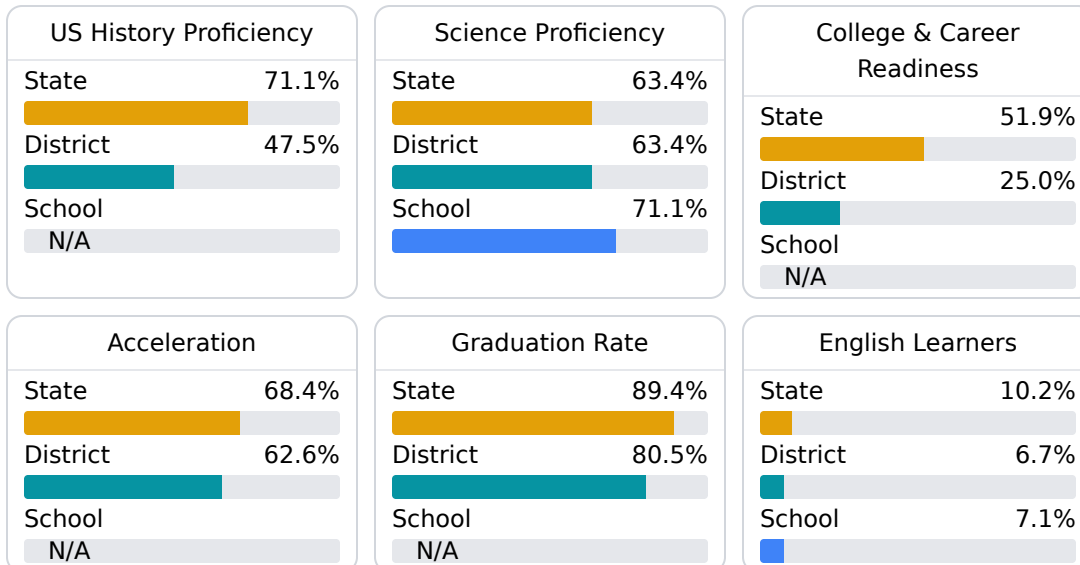 US History Proficiency
State 71.1%
District 47.5%
School
N/A
Science Proficiency
State 63.4%
District 63.4%
School 71.1%
College & Career
Readiness
State 51.9%
District 25.0%
School
N/A
Acceleration
State 68.4%
District 62.6%
School
N/A
Graduation Rate
State 89.4%
District 80.5%
School
N/A
English Learners
State 10.2%
District 6.7%
School 7.1%